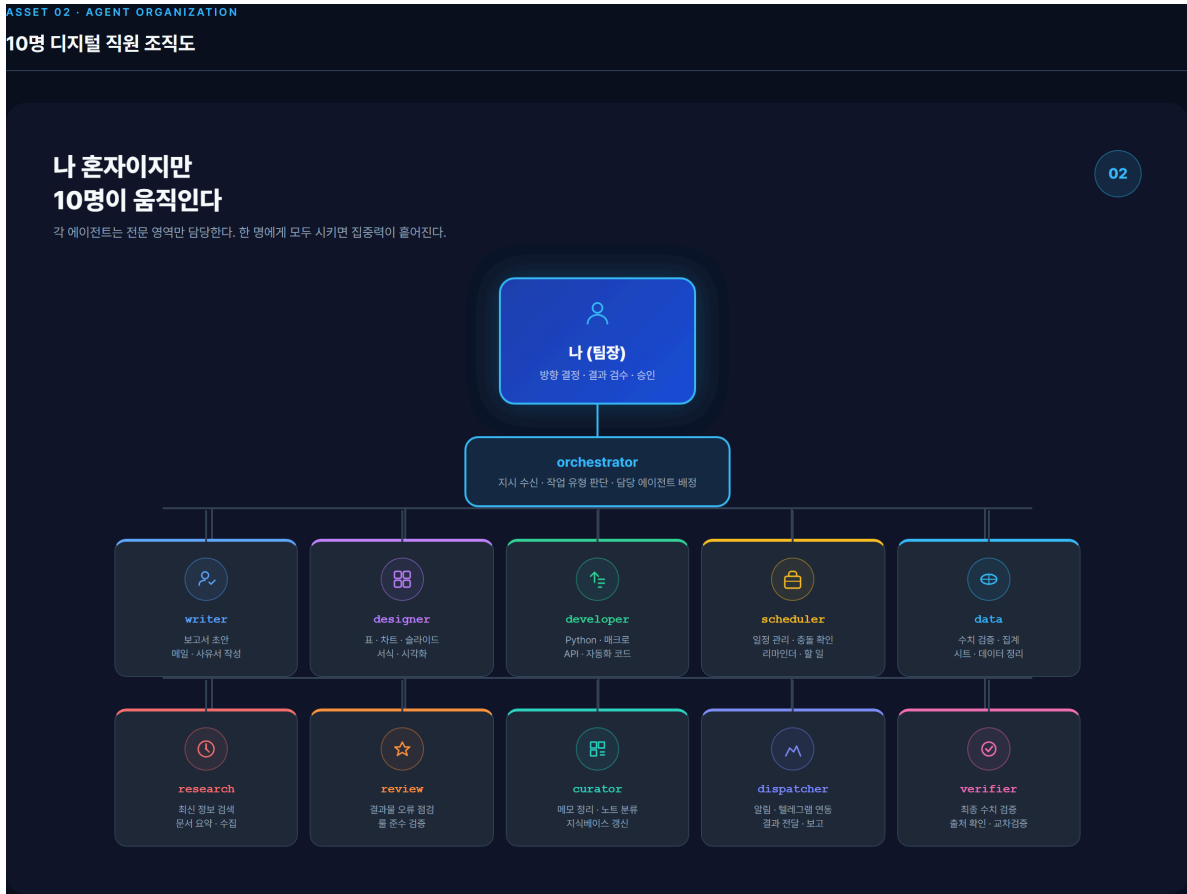 ASSET 02 · AGENT ORGANIZATION
10명 디지털 직원 조직도
나 혼자이지만
10명이 움직인다
02
각 에이전트는 전문 영역만 담당한다. 한 명에게 모두 시키면 집중력이 흩어진다.
나 (팀장)
방향 결정 · 결과 검수 · 승인
orchestrator
지시 수신 · 작업 유형 판단 · 담당 에이전트 배정
writer
보고서 초안
메일 · 사유서 작성
designer
표 · 차트 · 슬라이드
서식 · 시각화
developer
Python · 매크로
API · 자동화 코드
scheduler
일정 관리 · 충돌 확인
리마인더 · 할 일
data
수치 검증 · 집계
시트 · 데이터 정리
research
최신 정보 검색
문서 요약 · 수집
review
결과물 오류 점검
룰 준수 검증
curator
메모 정리 · 노트 분류
지식베이스 갱신
dispatcher
알림 · 텔레그램 연동
결과 전달 · 보고
verifier
최종 수치 검증
출처 확인 · 교차검증